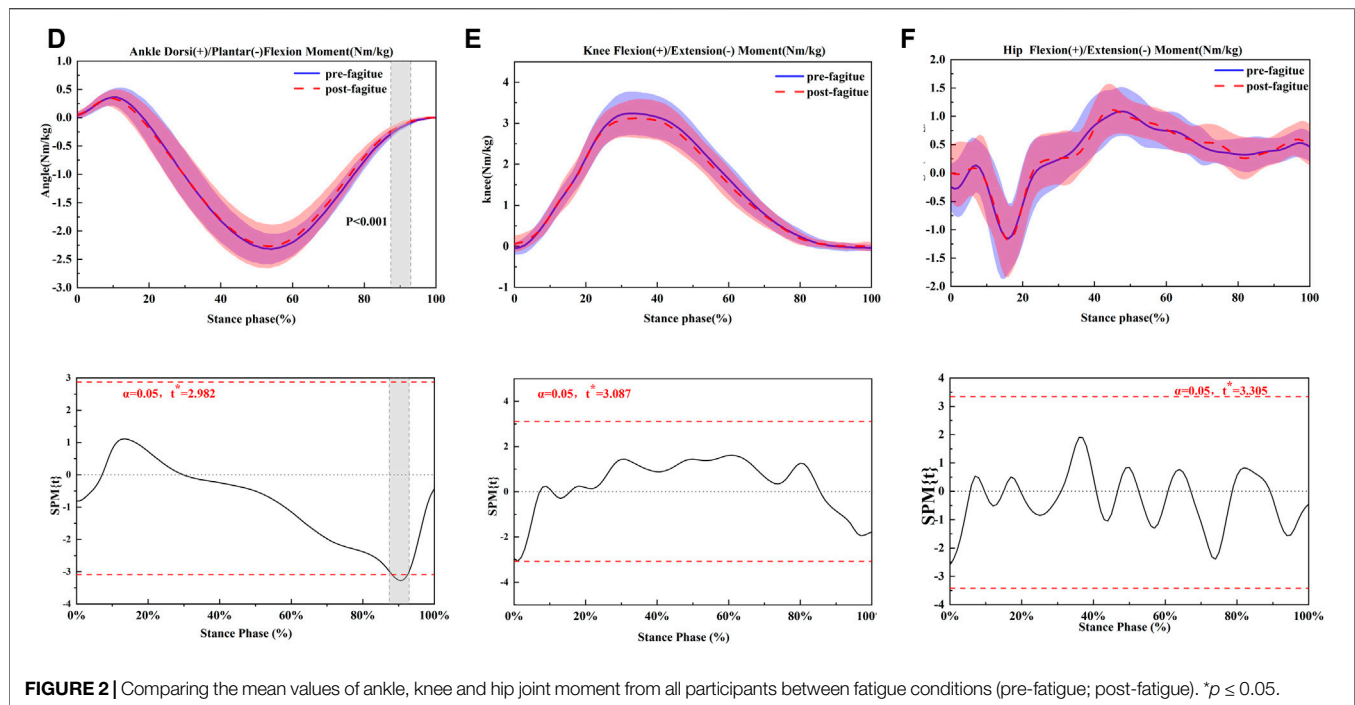 D
Ankle Dorsi(+)/Plantar(-)Flexion Moment(Nm/kg)
1.0
0.5
0.0
-0.5
-1.0
-1.5
-2.0
-2.5
-3.0
Angle(Nm/kg)
pre-fagitue
post-fagitue
P<0.001
0 20 40 60 80 100
Stance phase(%)
E
Knee Flexion(+)/Extension(-) Moment(Nm/kg)
4
3
2
1
0
-1
knee(Nm/kg)
pre-fagitue
post-fagitue
0 20 40 60 80 100
Stance phase(%)
F
Hip Flexion(+)/Extension(-) Moment(Nm/kg)
2.0
1.5
1.0
0.5
0.0
-0.5
-1.0
-1.5
-2.0
pre-fagitue
post-fagitue
0 20 40 60 80 100
Stance phase(%)
3
2
1
0
-1
-2
-3
-4
SPM{t}
α=0.05, t*=2.982
0% 20% 40% 60% 80% 100%
Stance Phase (%)
4
2
0
-2
-4
SPM{t}
α=0.05, t*=3.087
0% 20% 40% 60% 80% 100%
Stance Phase (%)
4
3
2
1
0
-1
-2
-3
-4
SPM{t}
α=0.05, t*=3.305
0% 20% 40% 60% 80% 100%
Stance Phase (%)
FIGURE 2 | Comparing the mean values of ankle, knee and hip joint moment from all participants between fatigue conditions (pre-fatigue; post-fatigue). *p ≤ 0.05.